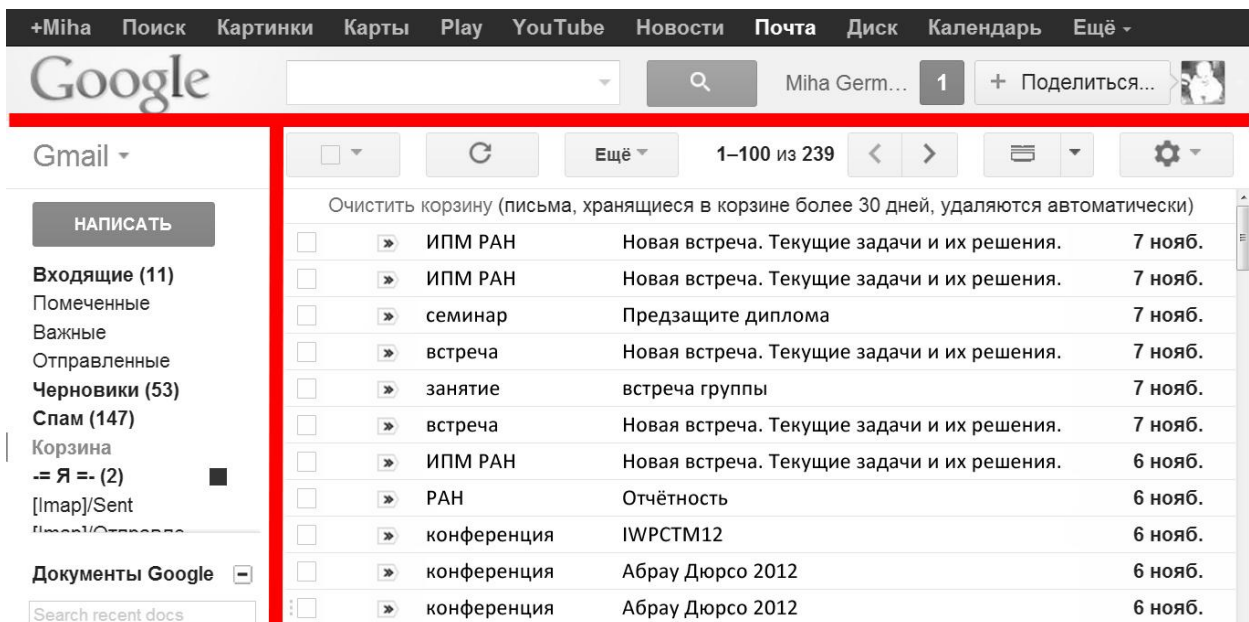 +Miha Поиск Картинки Карты Play YouTube Новости Почта Диск Календарь Ещё
Google Miha Germ... 1 + Поделиться...
Gmail Ещё 1–100 из 239
Очистить корзину (письма, хранящиеся в корзине более 30 дней, удаляются автоматически)
НАПИСАТЬ
Входящие (11)
Помеченные
Важные
Отправленные
Черновики (53)
Спам (147)
Корзина
-= Я =- (2)
[Imap]/Sent
[Imap]/Отправле
Документы Google
Search recent docs
ИПМ РАН Новая встреча. Текущие задачи и их решения. 7 нояб.
ИПМ РАН Новая встреча. Текущие задачи и их решения. 7 нояб.
семинар Предзащите диплома 7 нояб.
встреча Новая встреча. Текущие задачи и их решения. 7 нояб.
занятие встреча группы 7 нояб.
встреча Новая встреча. Текущие задачи и их решения. 7 нояб.
ИПМ РАН Новая встреча. Текущие задачи и их решения. 6 нояб.
РАН Отчётность 6 нояб.
конференция IWPCTM12 6 нояб.
конференция Абрау Дюрсо 2012 6 нояб.
конференция Абрау Дюрсо 2012 6 нояб.